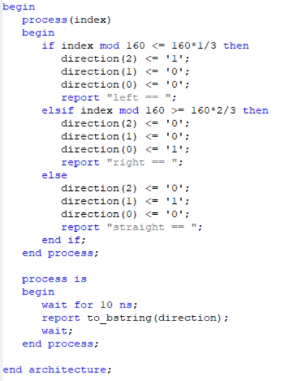 begin
   process(index)
   begin
      if index mod 160 <= 160*1/3 then
         direction(2) <= '1';
         direction(1) <= '0';
         direction(0) <= '0';
         report "left == ";
      elsif index mod 160 >= 160*2/3 then
         direction(2) <= '0';
         direction(1) <= '0';
         direction(0) <= '1';
         report "right == ";
      else
         direction(2) <= '0';
         direction(1) <= '1';
         direction(0) <= '0';
         report "straight == ";
      end if;
   end process;

   process is
   begin
      wait for 10 ns;
      report to_bstring(direction);
      wait;
   end process;

end architecture;